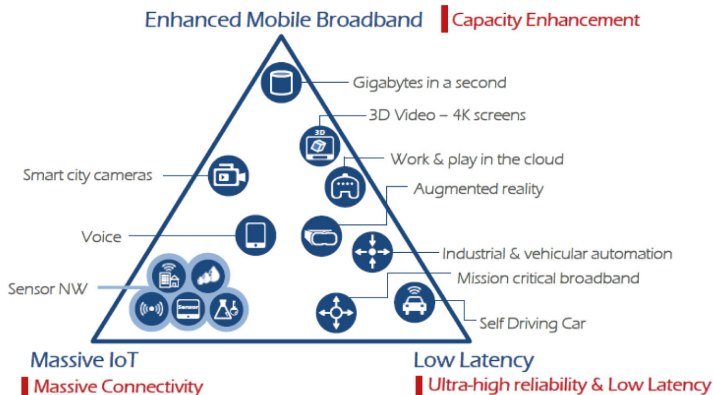 Enhanced Mobile Broadband
Capacity Enhancement
Gigabytes in a second
3D Video – 4K screens
3D
Work & play in the cloud
Smart city cameras
Augmented reality
Voice
Industrial & vehicular automation
Mission critical broadband
Sensor NW
Sensor
Self Driving Car
Massive IoT
Low Latency
Massive Connectivity
Ultra-high reliability & Low Latency